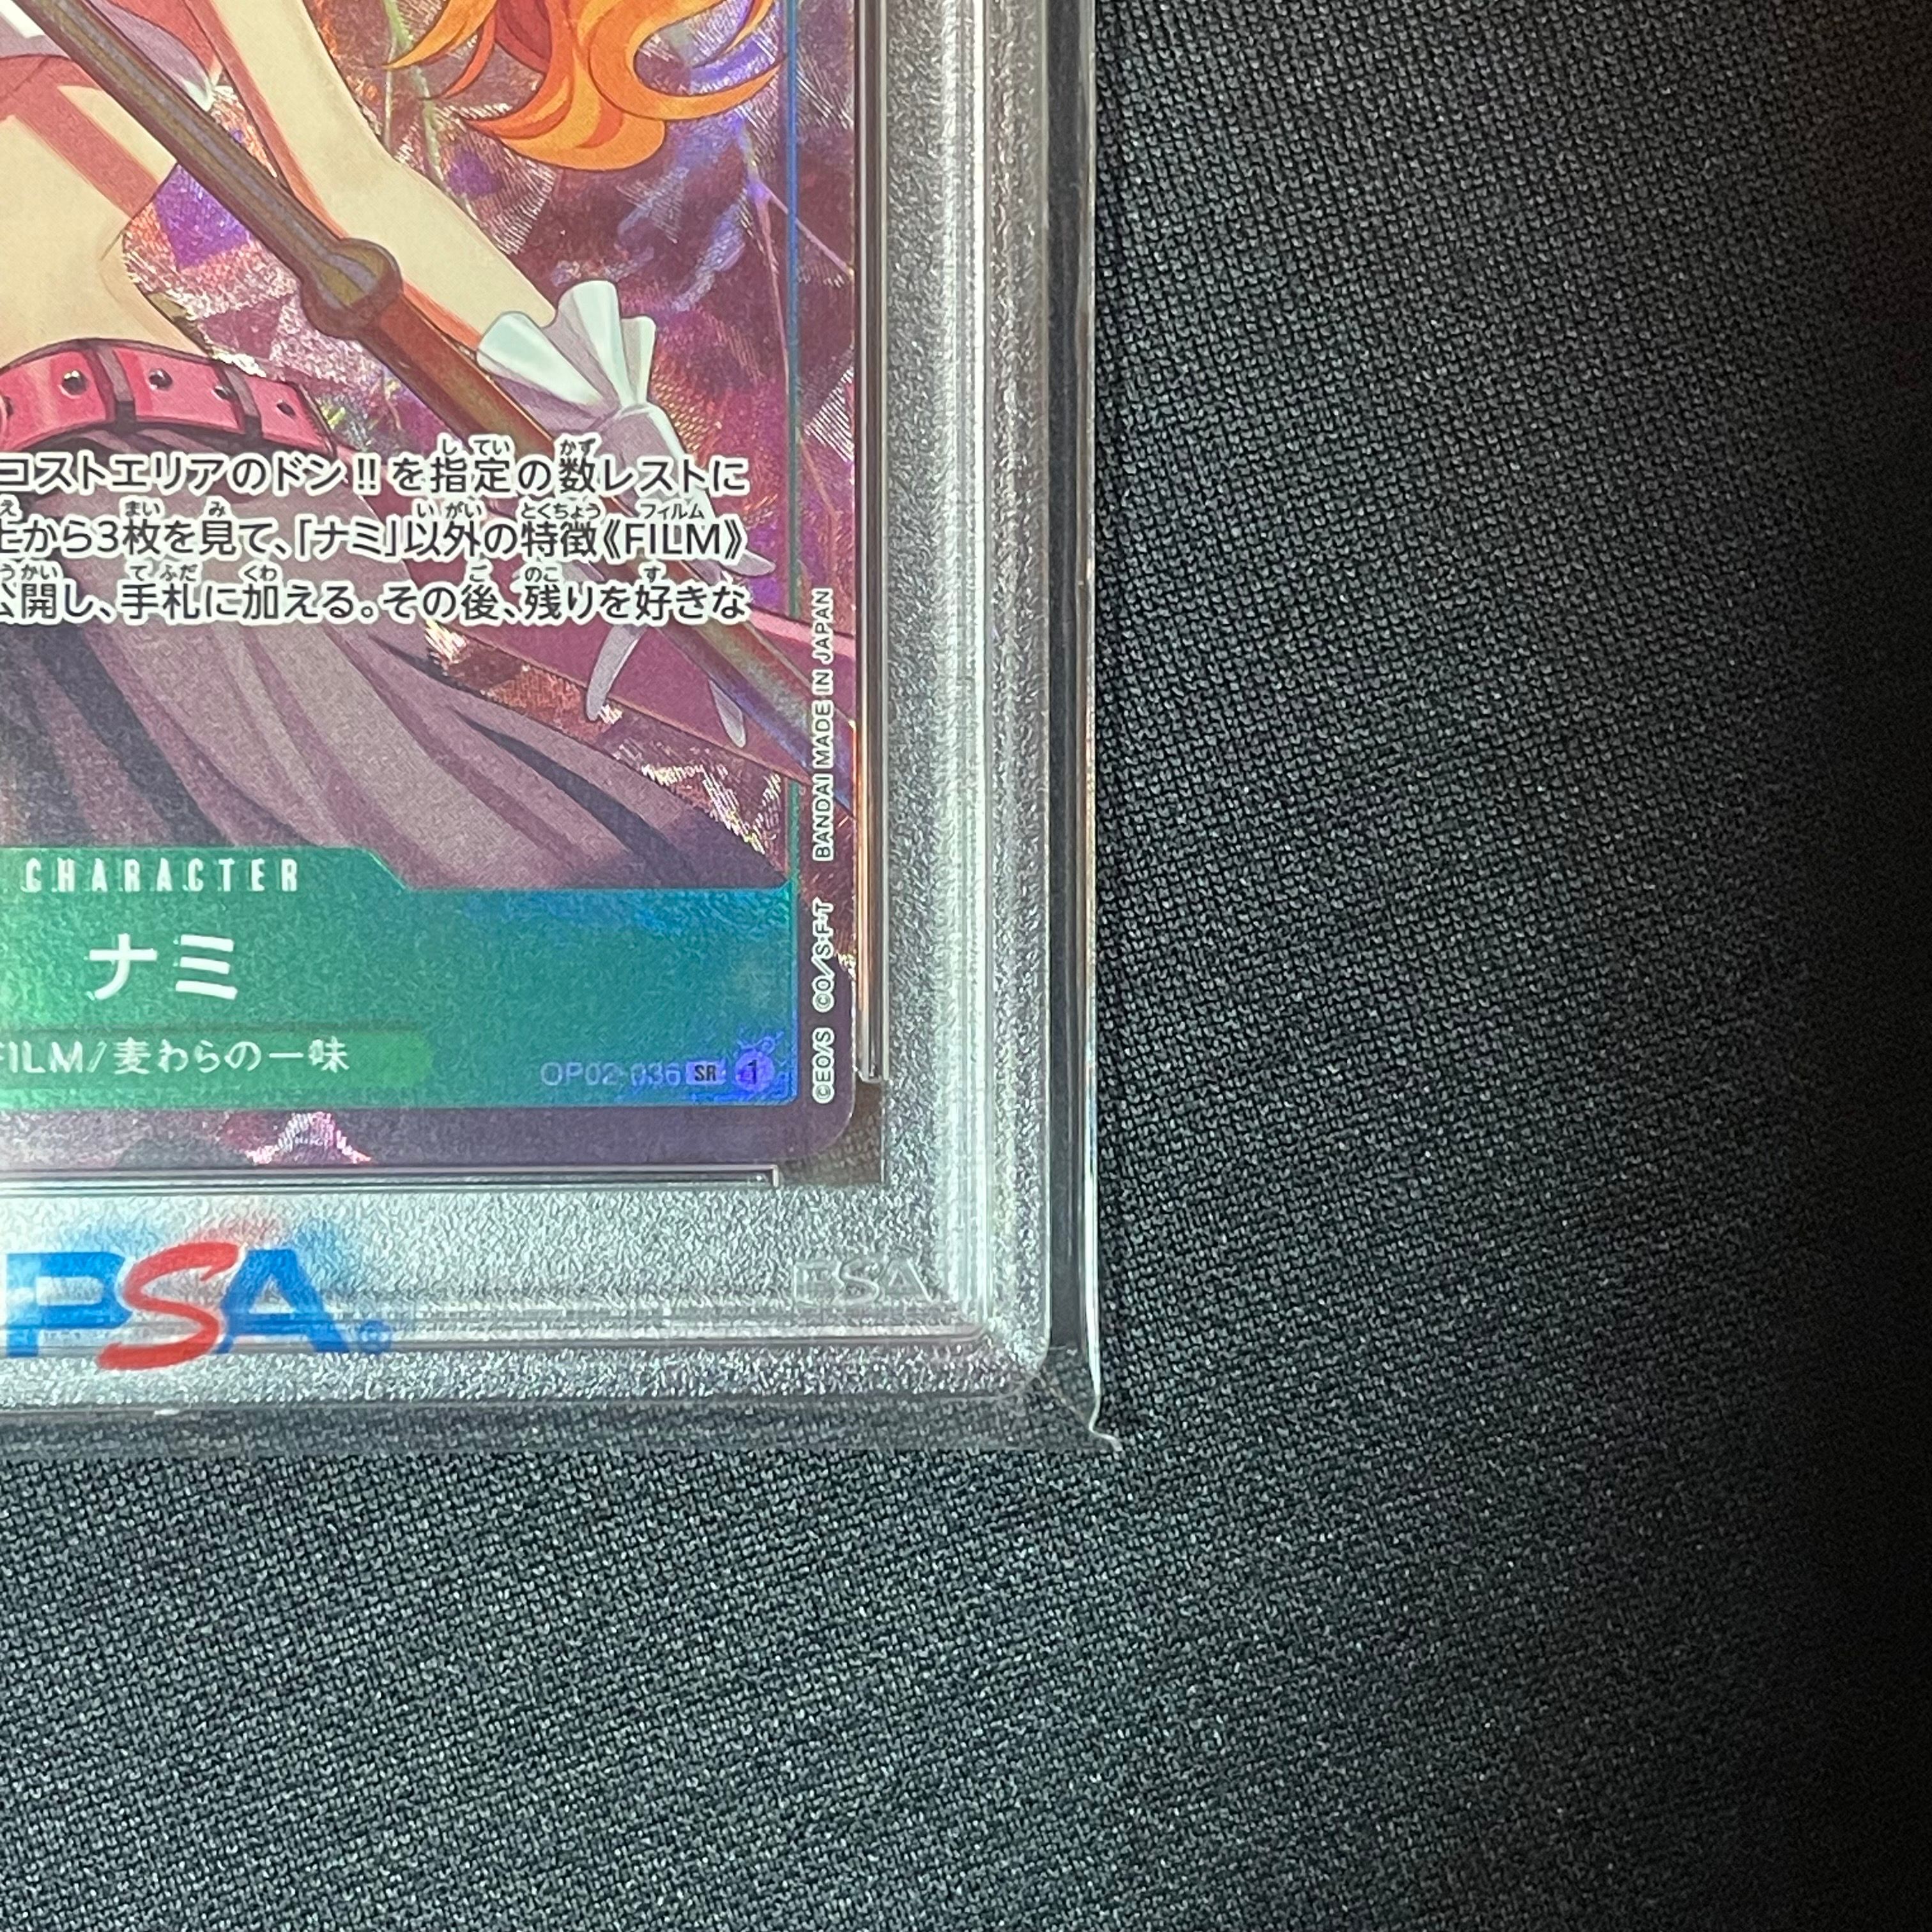 コストエリアのドン!!を指定の数レストに
上から3枚を見て、「ナミ」以外の特徴《FILM》
公開し、手札に加える。その後、残りを好きな
CHARACTER
ナミ
FILM/麦わらの一味
OP02-036 SR 1
©EO/S ©O/S・F・T BANDAI MADE IN JAPAN
PSA®
PSA